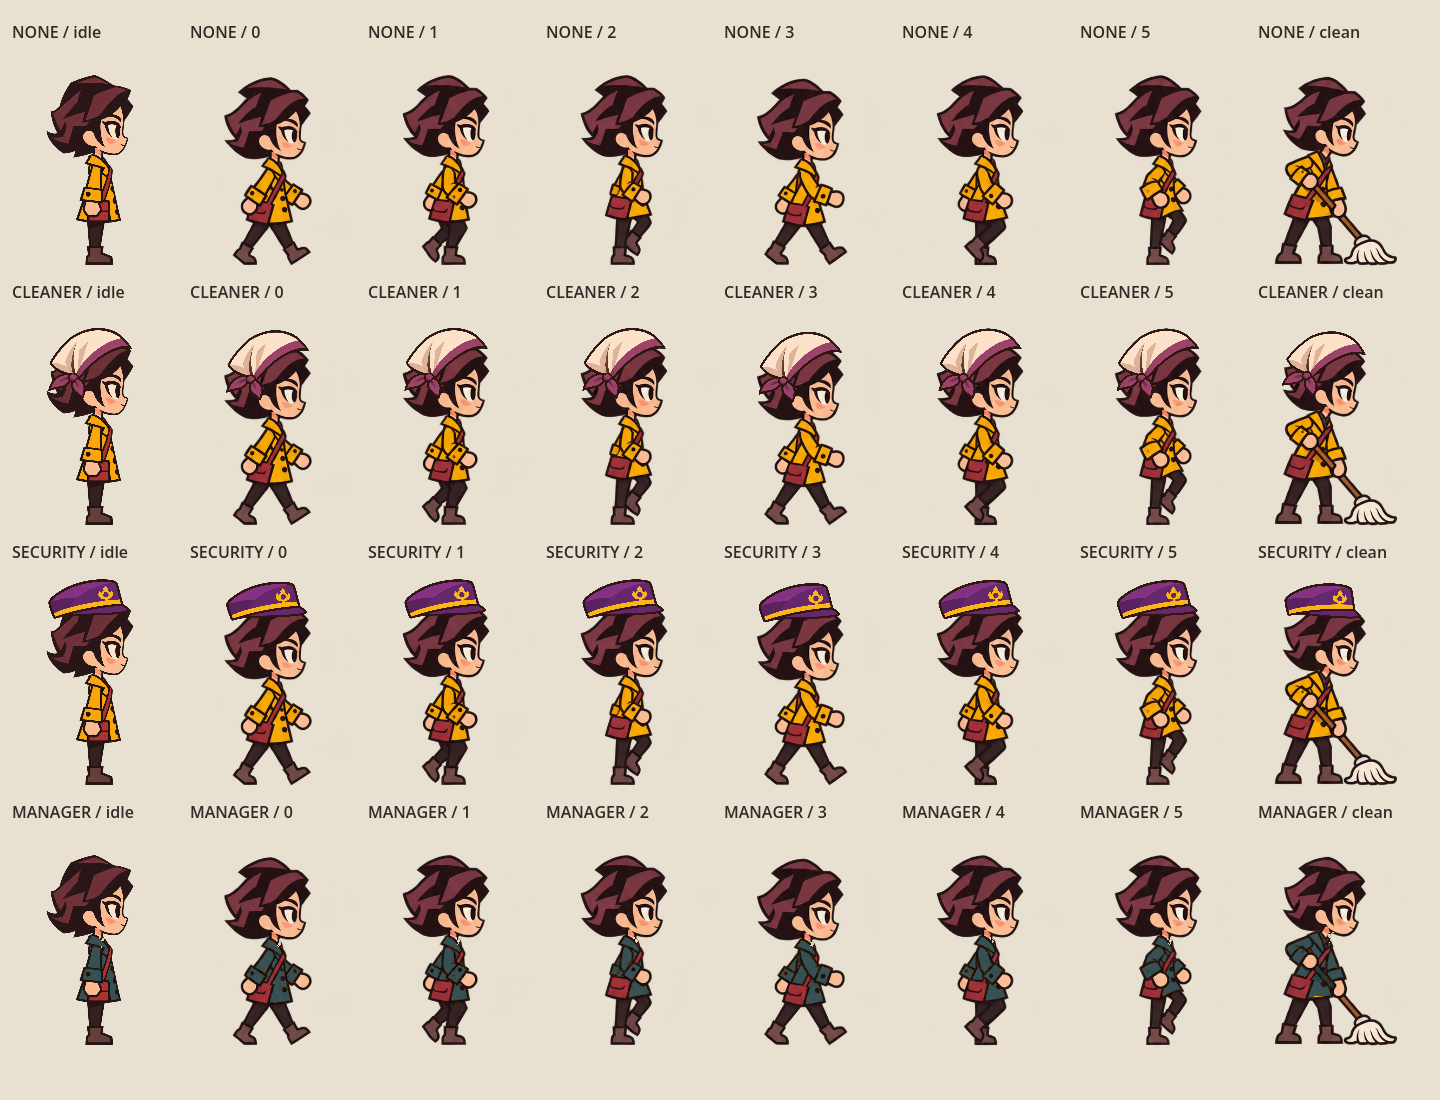 NONE / idle NONE / 0 NONE / 1 NONE / 2 NONE / 3 NONE / 4 NONE / 5 NONE / clean
CLEANER / idle CLEANER / 0 CLEANER / 1 CLEANER / 2 CLEANER / 3 CLEANER / 4 CLEANER / 5 CLEANER / clean
SECURITY / idle SECURITY / 0 SECURITY / 1 SECURITY / 2 SECURITY / 3 SECURITY / 4 SECURITY / 5 SECURITY / clean
MANAGER / idle MANAGER / 0 MANAGER / 1 MANAGER / 2 MANAGER / 3 MANAGER / 4 MANAGER / 5 MANAGER / clean